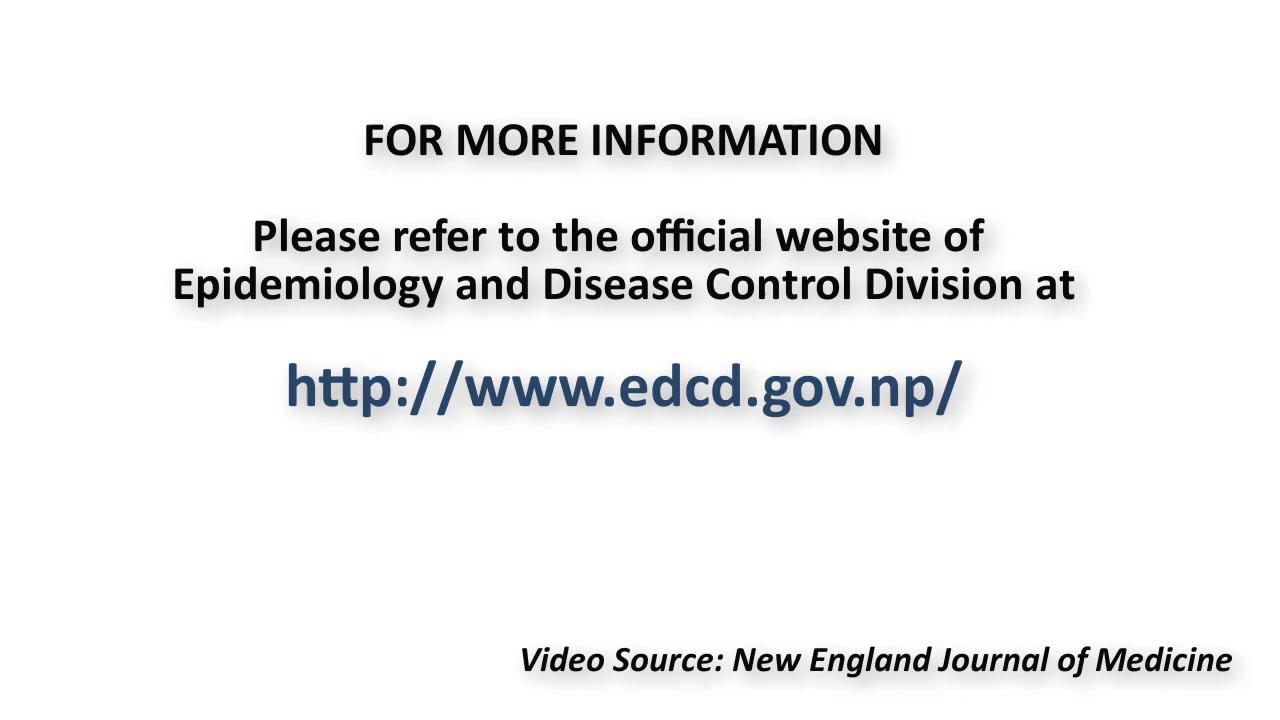 FOR MORE INFORMATION
Please refer to the official website of
Epidemiology and Disease Control Division at
http://www.edcd.gov.np/
Video Source: New England Journal of Medicine